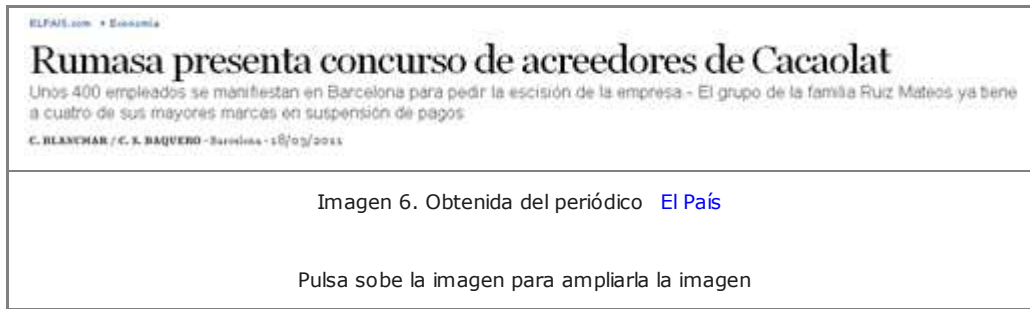 ELPAIS.com • Economía
Rumasa presenta concurso de acreedores de Cacaolat
Unos 400 empleados se manifiestan en Barcelona para pedir la escisión de la empresa - El grupo de la familia Ruiz Mateos ya tiene
a cuatro de sus mayores marcas en suspensión de pagos
C. BLANCHAR / C. S. BAQUERO - Barcelona - 18/03/2011
Imagen 6. Obtenida del periódico El País
Pulsa sobe la imagen para ampliarla la imagen